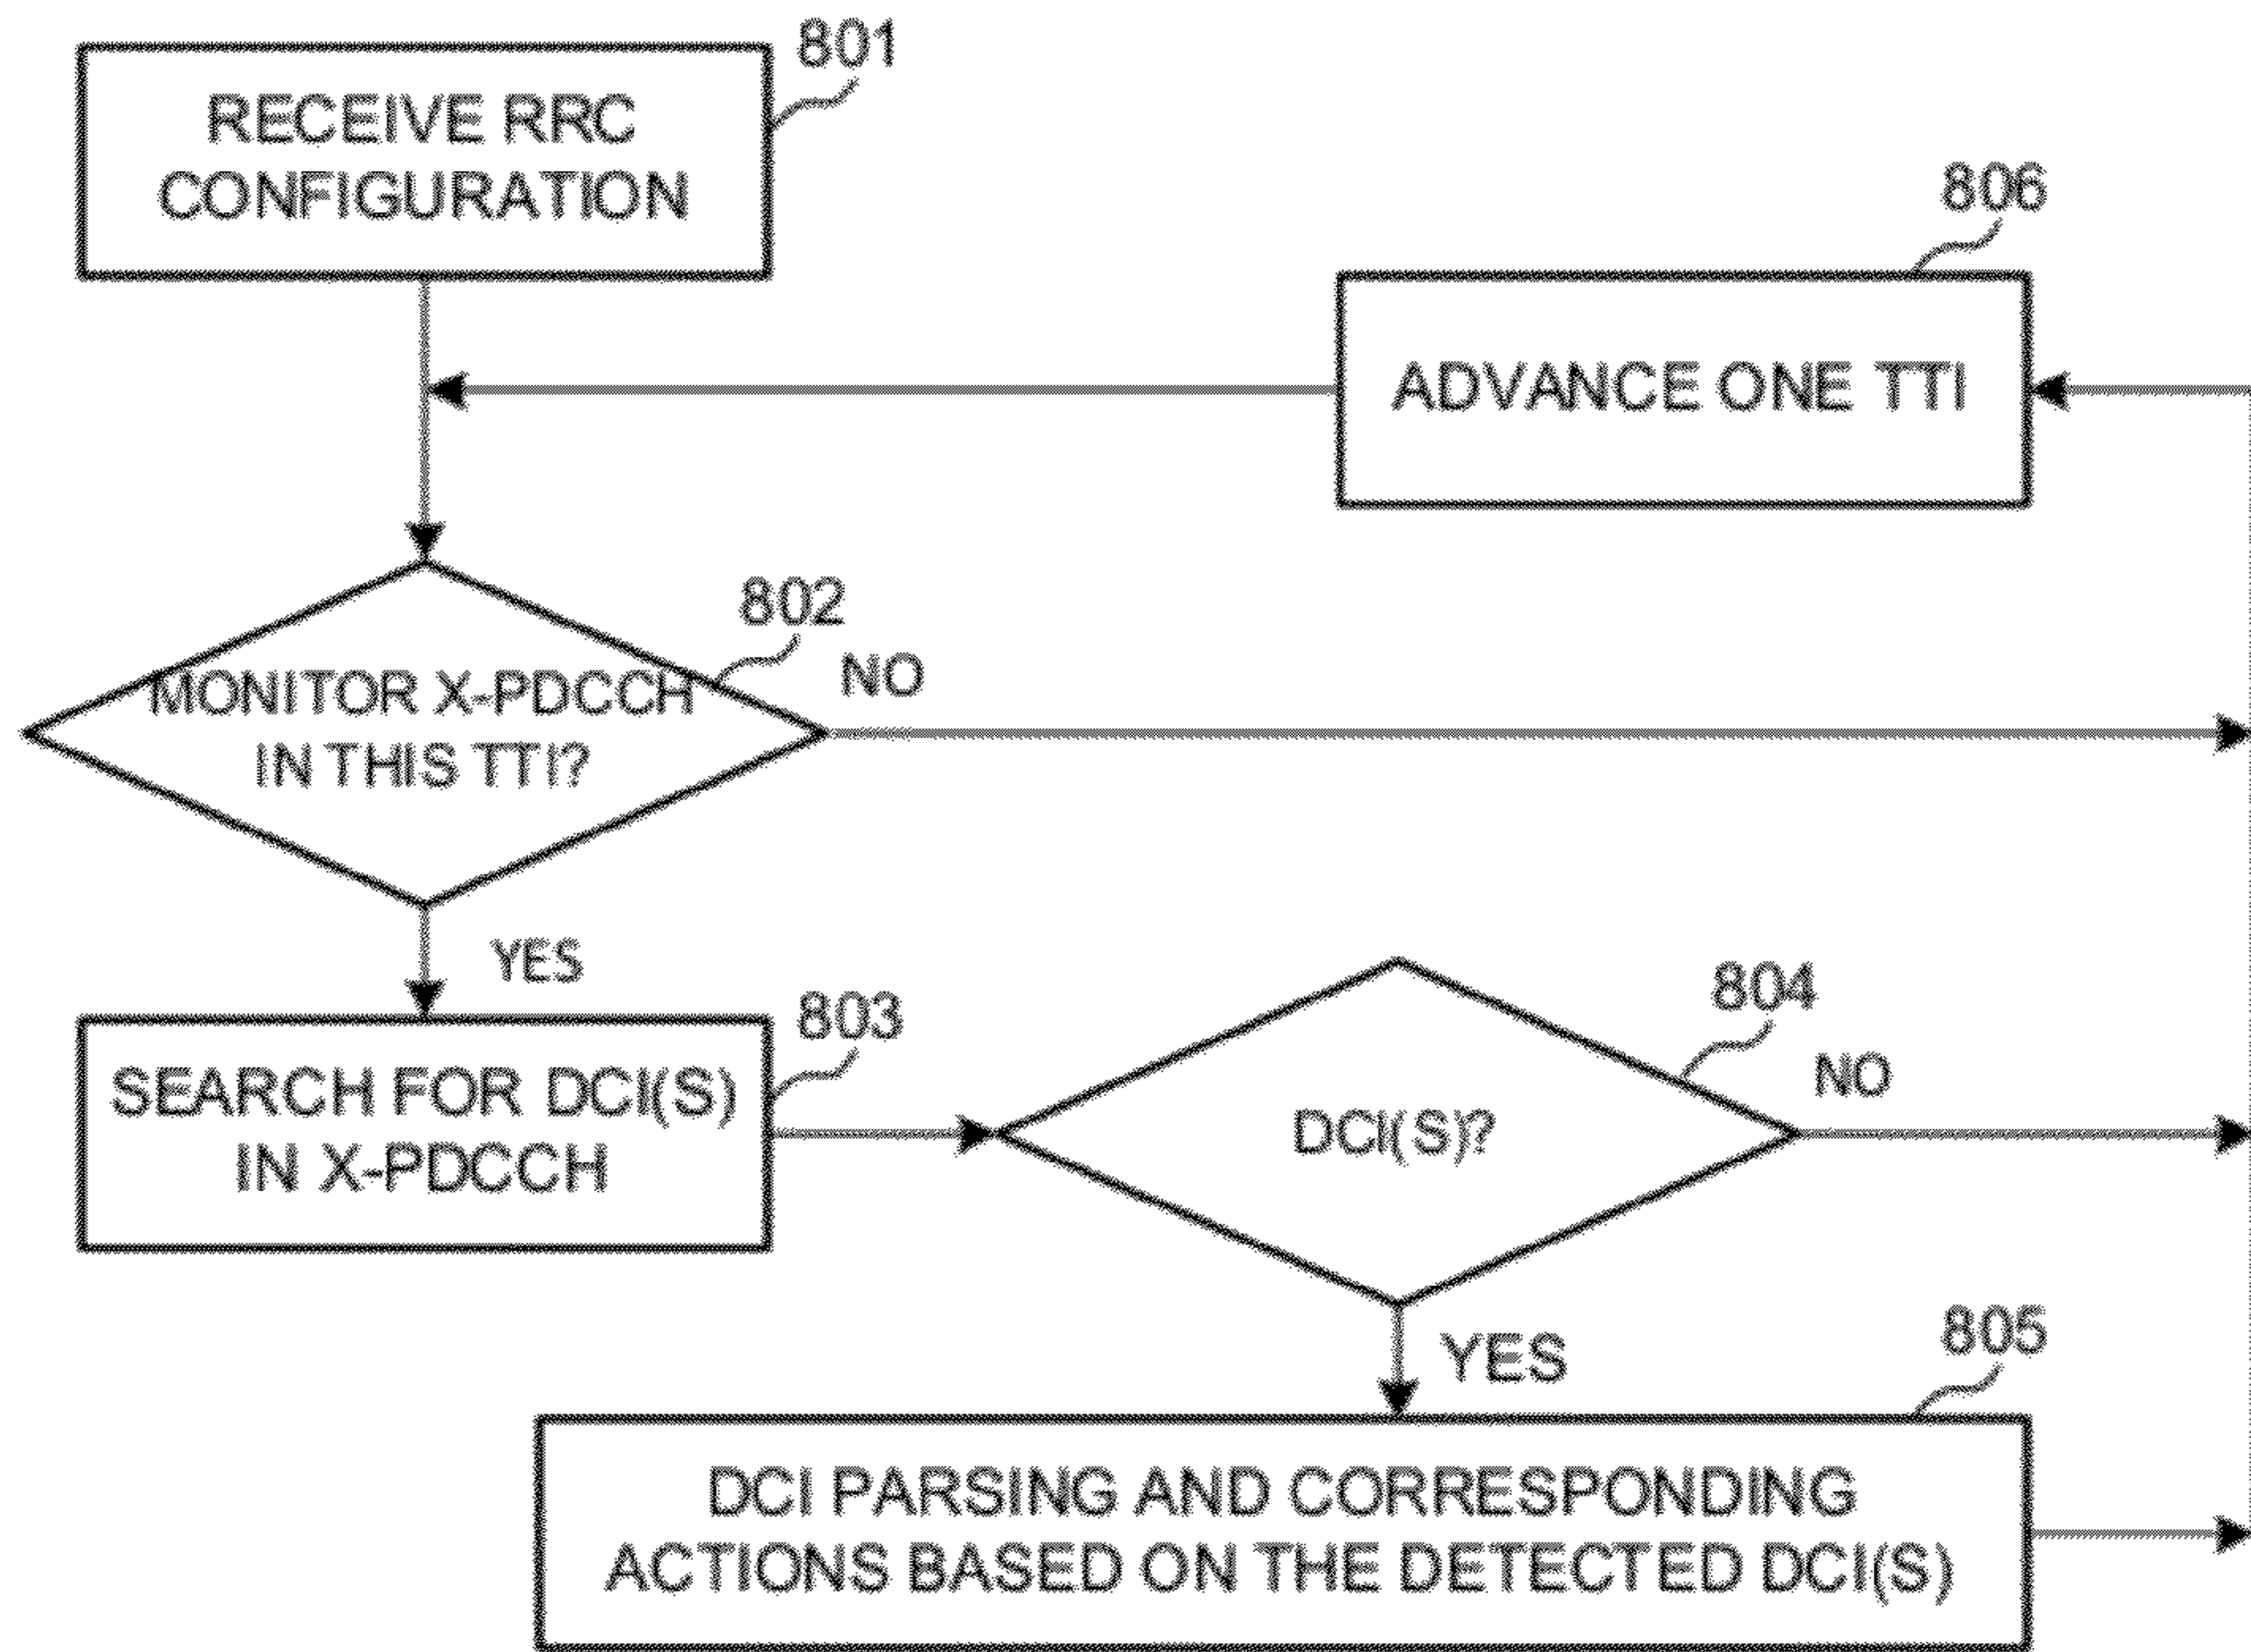 801
RECEIVE RRC
CONFIGURATION
806
ADVANCE ONE TTI
802
MONITOR X-PDCCH
IN THIS TTI?
NO
YES
803
SEARCH FOR DCI(S)
IN X-PDCCH
804
DCI(S)?
NO
YES
805
DCI PARSING AND CORRESPONDING
ACTIONS BASED ON THE DETECTED DCI(S)